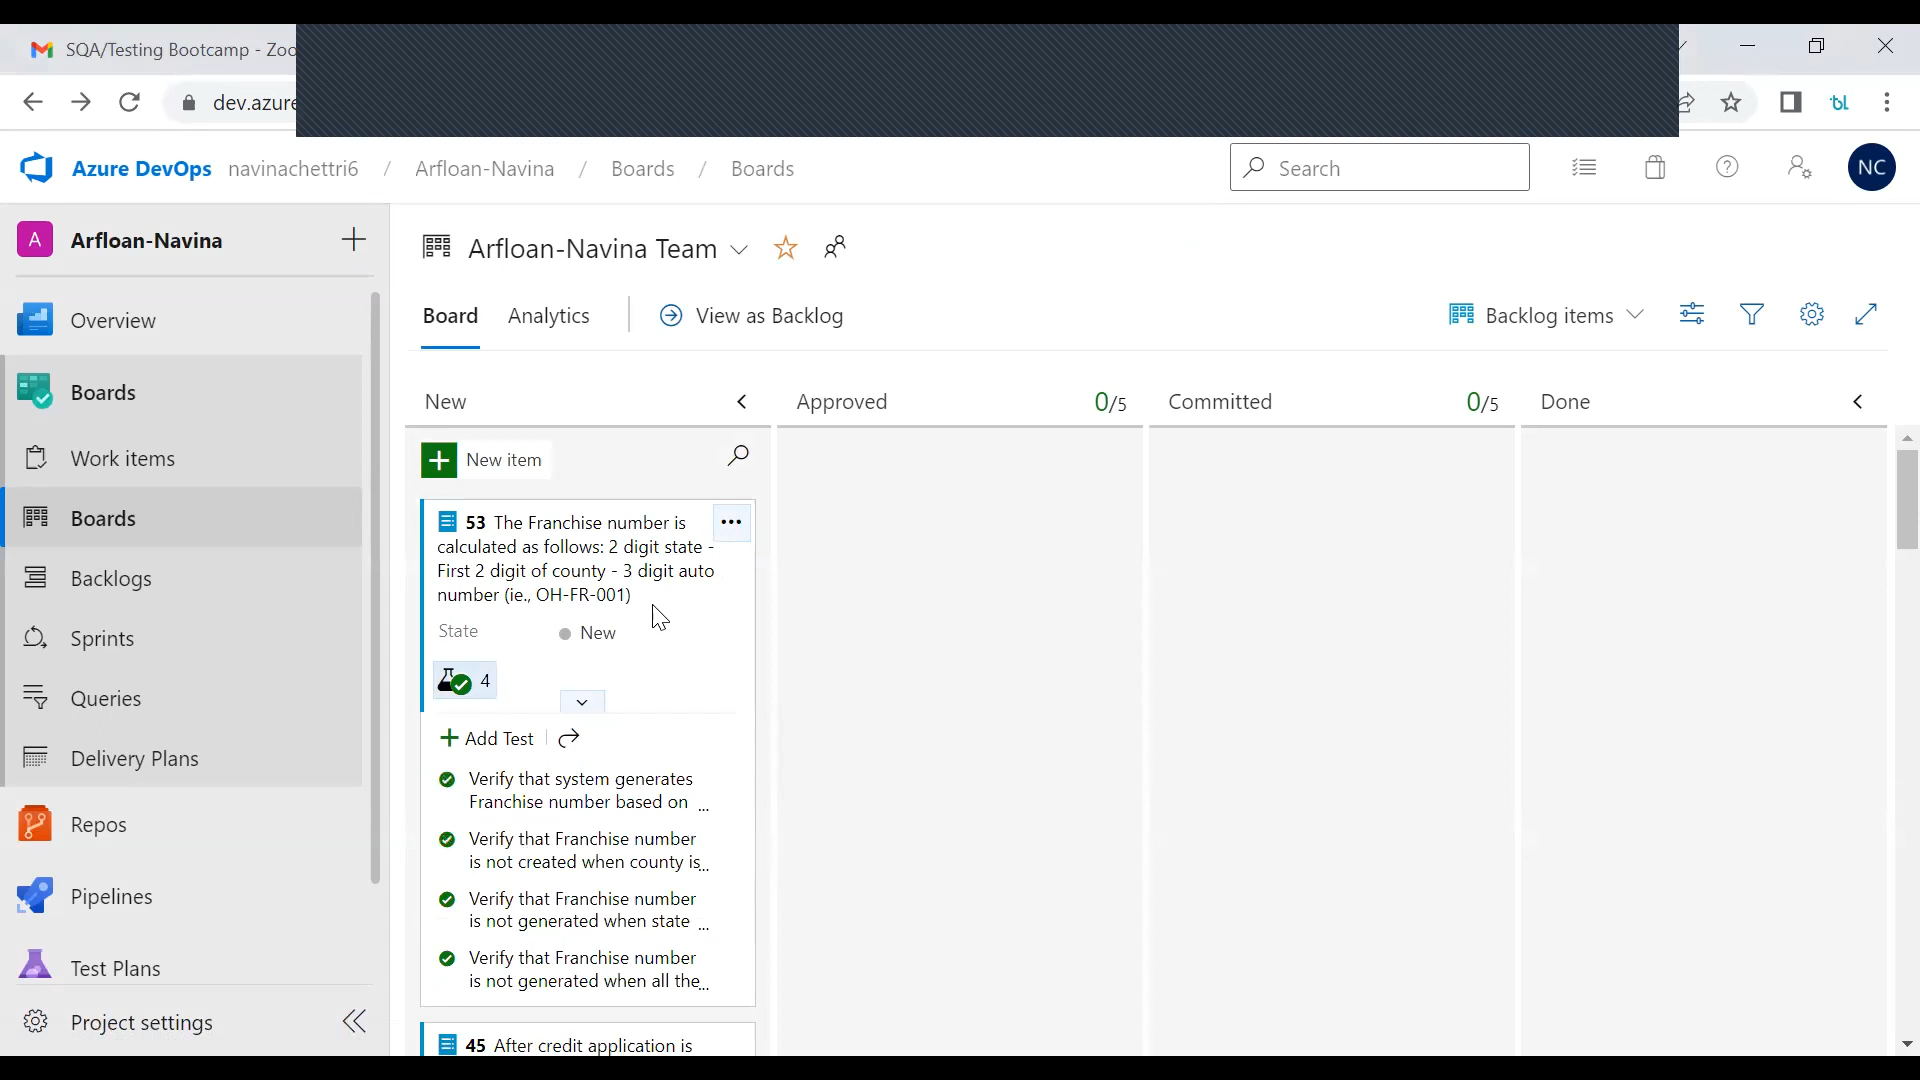 SQA/Testing Bootcamp - Zoo
dev.azure
Azure DevOps navinachettri6 / Arfloan-Navina / Boards / Boards
Search
NC
A Arfloan-Navina
Overview
Boards
Work items
Boards
Backlogs
Sprints
Queries
Delivery Plans
Repos
Pipelines
Test Plans
Project settings
Arfloan-Navina Team
Board Analytics View as Backlog
Backlog items
New
Approved 0/5
Committed 0/5
Done
New item
53 The Franchise number is
calculated as follows: 2 digit state -
First 2 digit of county - 3 digit auto
number (ie., OH-FR-001)
State New
4
Add Test
Verify that system generates
Franchise number based on ...
Verify that Franchise number
is not created when county is...
Verify that Franchise number
is not generated when state ...
Verify that Franchise number
is not generated when all the...
45 After credit application is